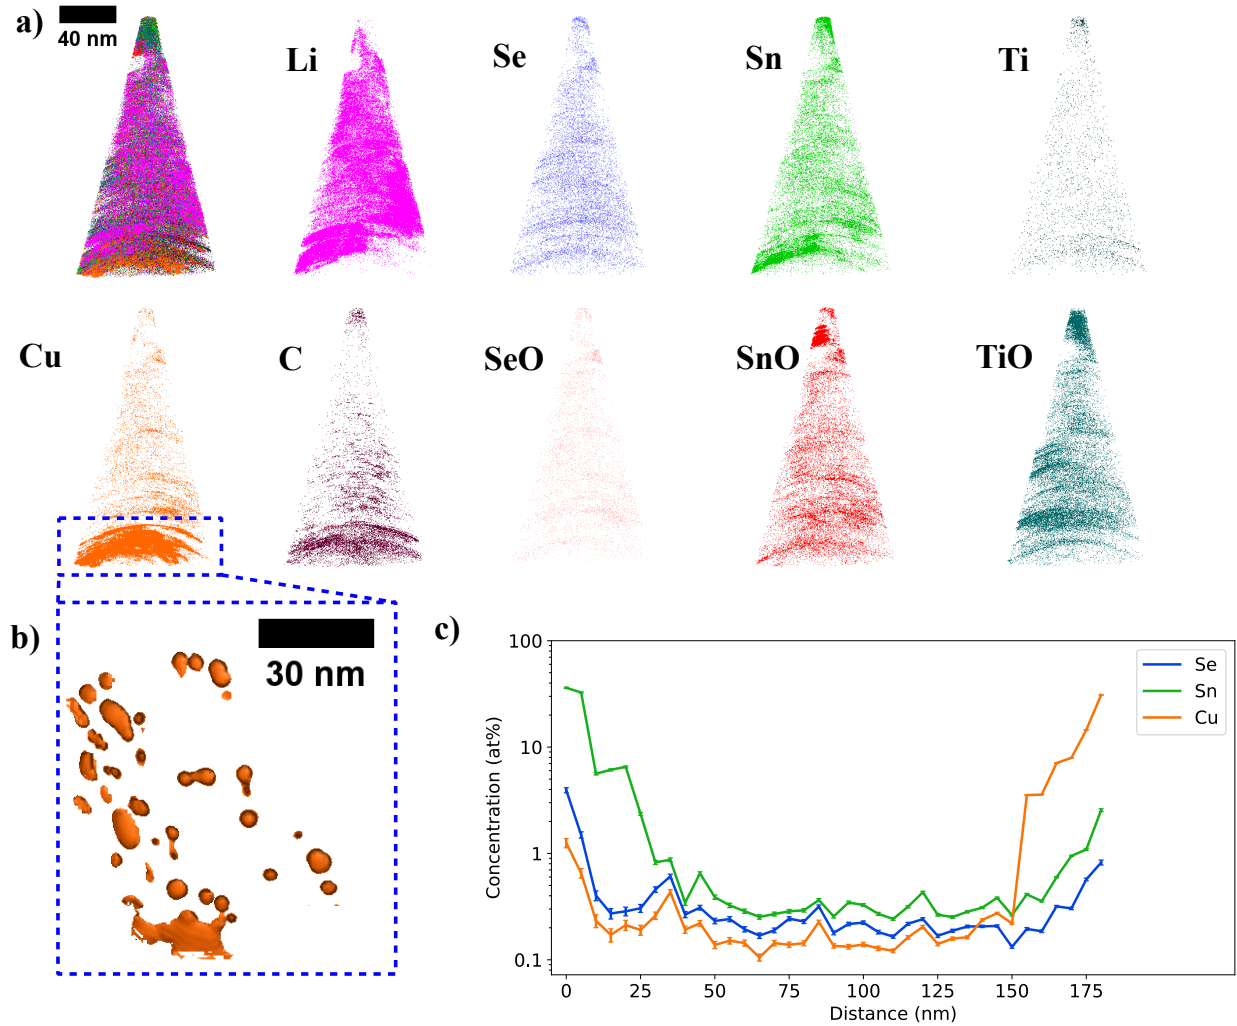 a)
40 nm
Li
Se
Sn
Ti
Cu
C
SeO
SnO
TiO
b)
30 nm
c)
100
10
1
0.1
Concentration (at%)
Se
Sn
Cu
0 25 50 75 100 125 150 175
Distance (nm)